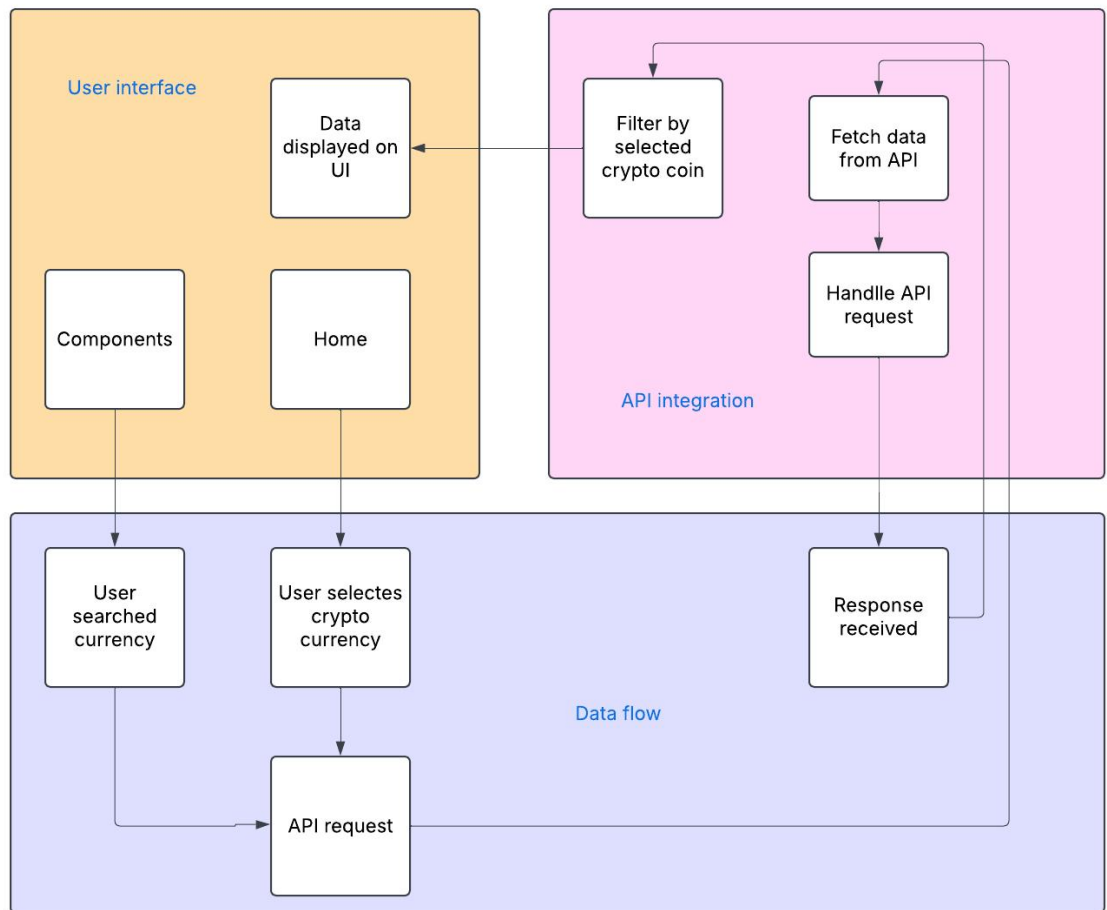 User interface
Data
displayed on
UI
Components
Home
Filter by
selected
crypto coin
Fetch data
from API
Handlle API
request
API integration
User
searched
currency
User selectes
crypto
currency
Response
received
Data flow
API request